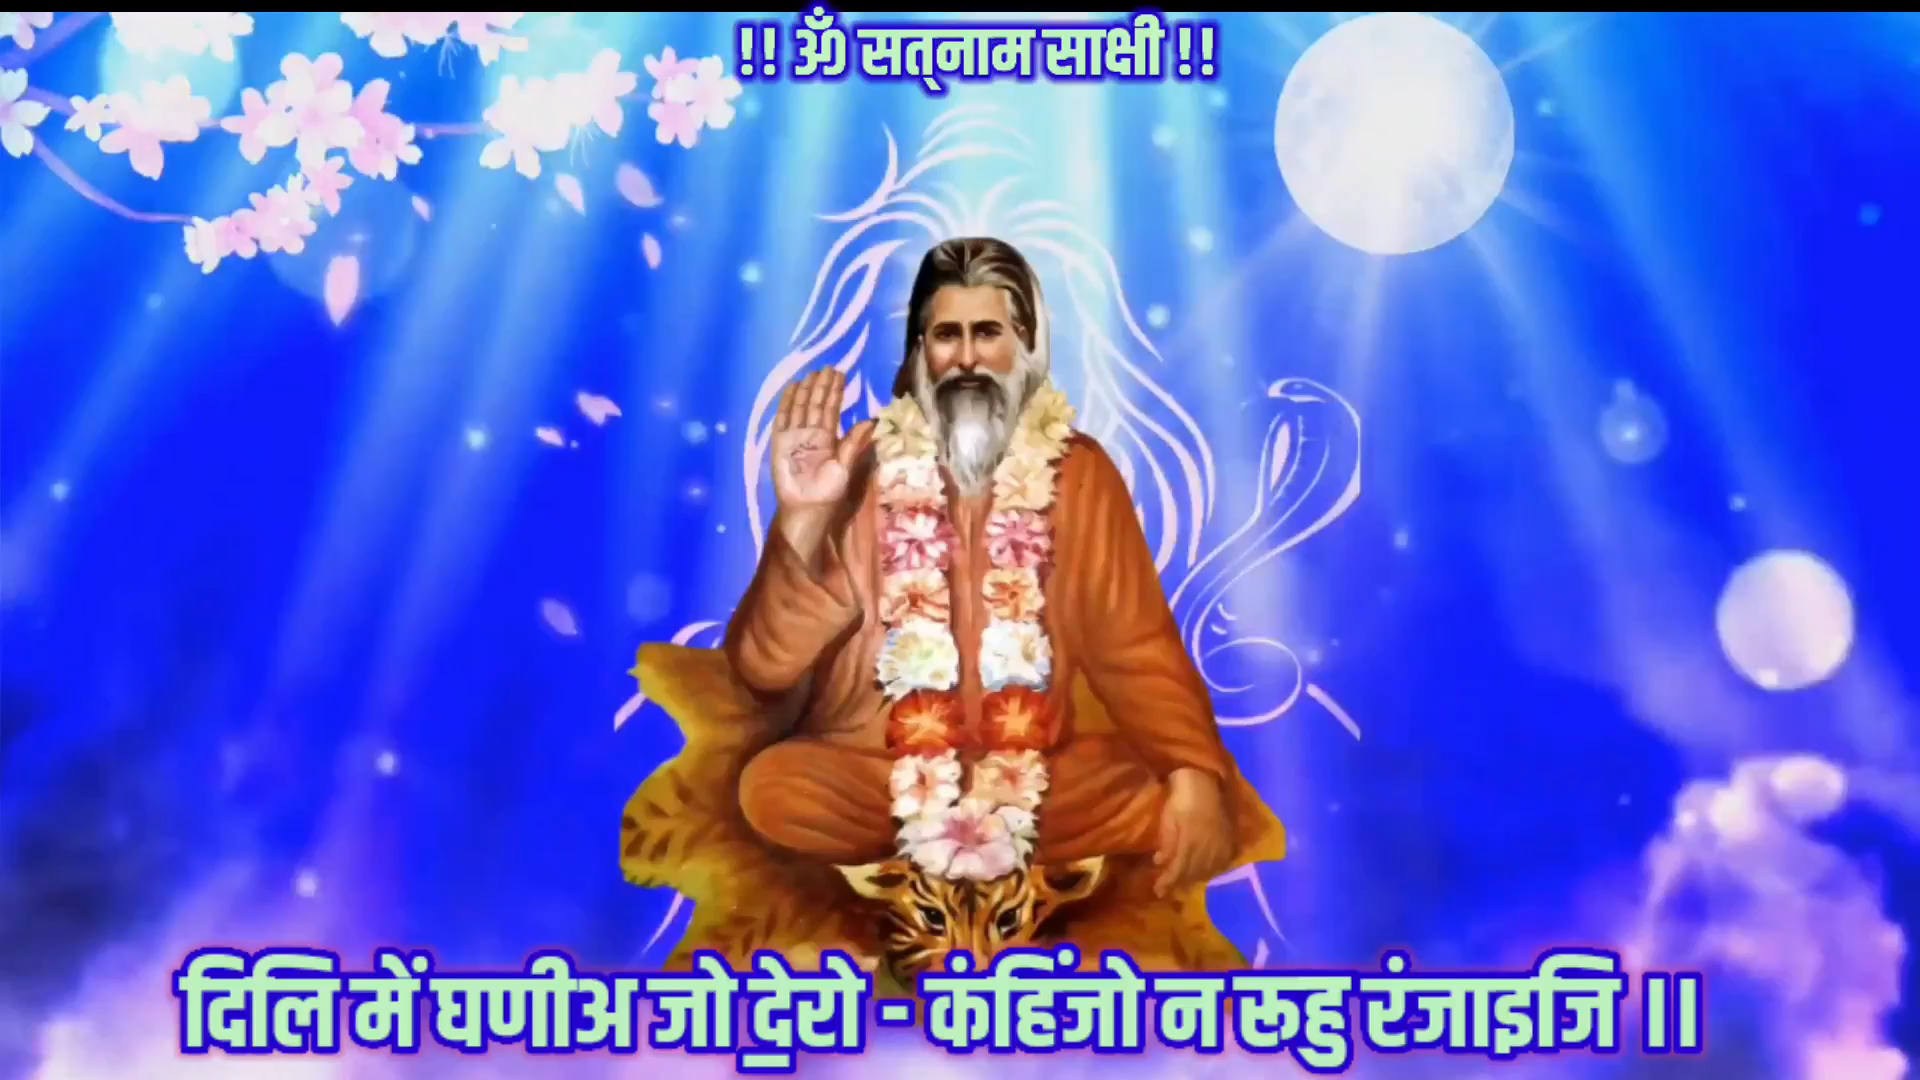 !! ॐ सत्नाम साक्षी !!
दिलि में घणीअ जो दे॒रो - कंहिंजो न रूहु रंजाइजि ।।